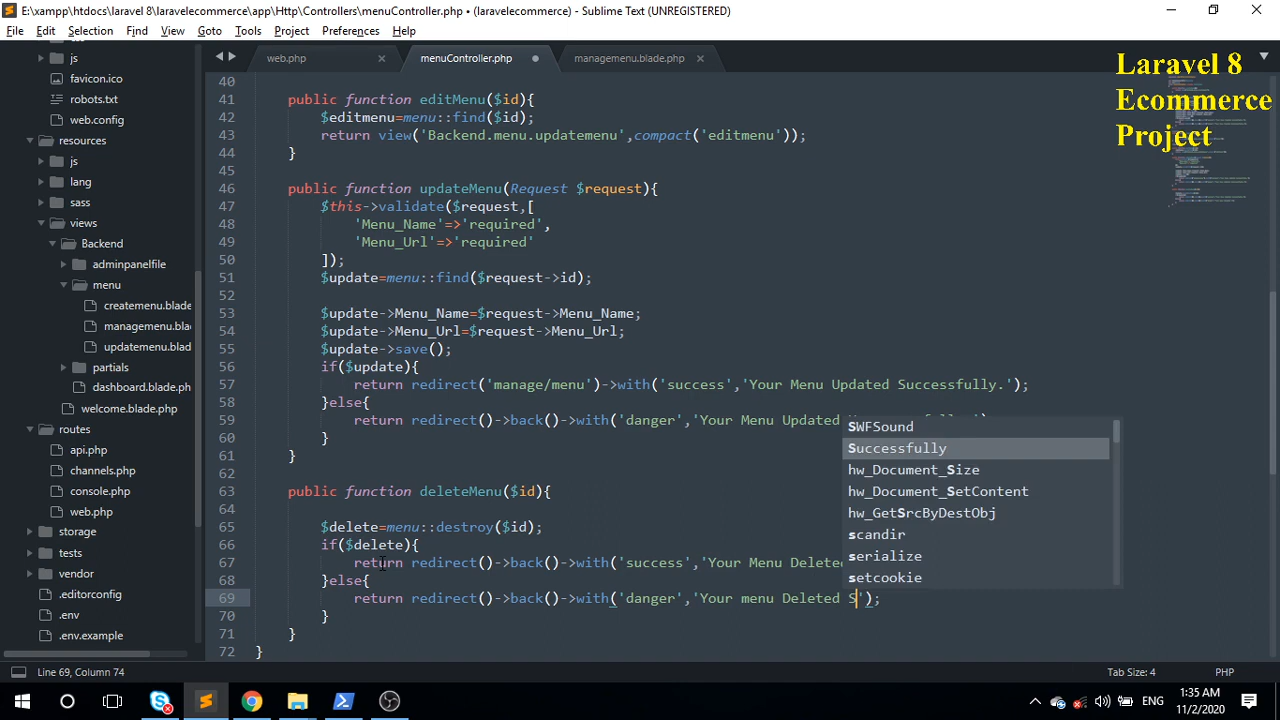 E:\xampp\htdocs\laravel 8\laravelecommerce\app\Http\Controllers\menuController.php • (laravelecommerce) - Sublime Text (UNREGISTERED)
File Edit Selection Find View Goto Tools Project Preferences Help
js
favicon.ico
robots.txt
web.config
resources
js
lang
sass
views
Backend
adminpanelfile
menu
createmenu.blade
managemenu.bla
updatemenu.blad
partials
dashboard.blade.ph
welcome.blade.php
routes
api.php
channels.php
console.php
web.php
storage
tests
vendor
.editorconfig
.env
.env.example
web.php menuController.php managemenu.blade.php
Laravel 8
Ecommerce
Project
40
41 public function editMenu($id){
42 $editmenu=menu::find($id);
43 return view('Backend.menu.updatemenu',compact('editmenu'));
44 }
45
46 public function updateMenu(Request $request){
47 $this->validate($request,[
48 'Menu_Name'=>'required',
49 'Menu_Url'=>'required'
50 ]);
51 $update=menu::find($request->id);
52
53 $update->Menu_Name=$request->Menu_Name;
54 $update->Menu_Url=$request->Menu_Url;
55 $update->save();
56 if($update){
57 return redirect('manage/menu')->with('success','Your Menu Updated Successfully.');
58 }else{
59 return redirect()->back()->with('danger','Your Menu Updated
60 }
61 }
62
63 public function deleteMenu($id){
64
65 $delete=menu::destroy($id);
66 if($delete){
67 return redirect()->back()->with('success','Your Menu Deleted
68 }else{
69 return redirect()->back()->with('danger','Your menu Deleted S');
70 }
71 }
72 }
SWFSound
Successfully
hw_Document_Size
hw_Document_SetContent
hw_GetSrcByDestObj
scandir
serialize
setcookie
Line 69, Column 74 Tab Size: 4 PHP
ENG 1:35 AM
11/2/2020